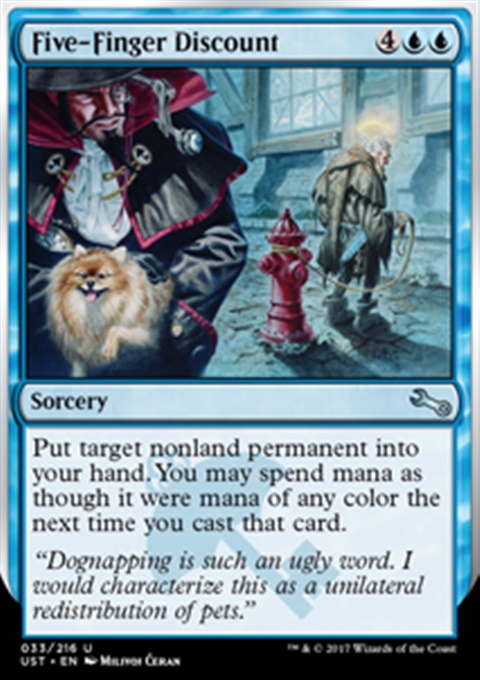 Five-Finger Discount 4
Sorcery
Put target nonland permanent into
your hand. You may spend mana as
though it were mana of any color the
next time you cast that card.
“Dognapping is such an ugly word. I
would characterize this as a unilateral
redistribution of pets.”
033/216 U
™ & © 2017 Wizards of the Coast
UST • EN Milivoj Ćeran